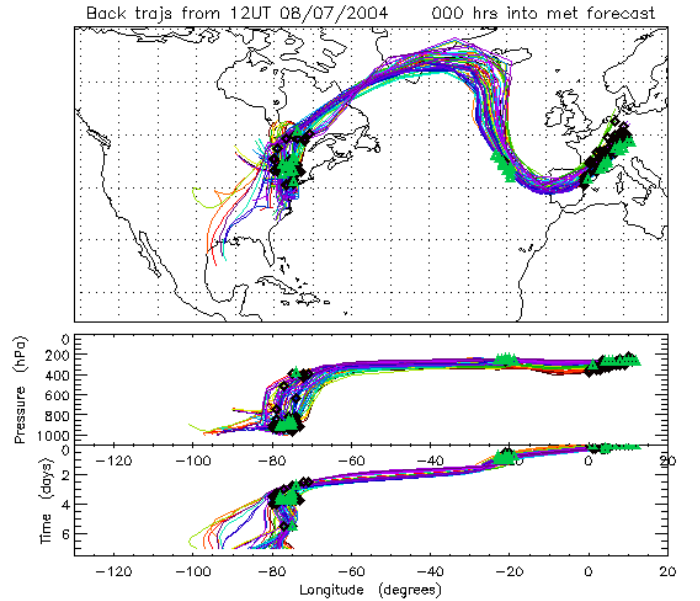 Back trajs from 12UT 08/07/2004 000 hrs into met forecast
0
200
400
600
800
1000
Pressure (hPa)
−120 −100 −80 −60 −40 −20 0 20
0
2
4
6
Time (days)
−120 −100 −80 −60 −40 −20 0 20
Longitude (degrees)